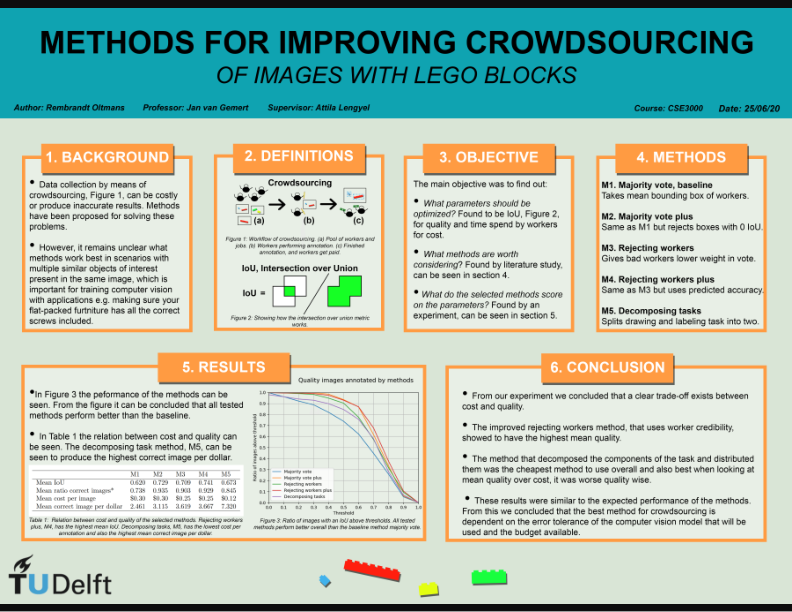 METHODS FOR IMPROVING CROWDSOURCING
OF IMAGES WITH LEGO BLOCKS
Author: Rembrandt Oltmans Professor: Jan van Gemert Supervisor: Attila Lengyel Course: CSE3000 Date: 25/06/20
1. BACKGROUND
• Data collection by means of
crowdsourcing, Figure 1, can be costly
or produce inaccurate results. Methods
have been proposed for solving these
problems.
• However, it remains unclear what
methods work best in scenarios with
multiple similar objects of interest
present in the same image, which is
important for training computer vision
with applications e.g. making sure your
flat-packed furtniture has all the correct
screws included.
2. DEFINITIONS
Crowdsourcing
(a) (b) (c)
Figure 1: Workflow of crowdsourcing. (a) Pool of workers and
jobs. (b) Workers performing annotation. (c) Finished
annotation, and workers get paid
IoU, Intersection over Union
IoU =
Figure 2: Showing how the intersection over union metric
works.
3. OBJECTIVE
The main objective was to find out:
• What parameters should be
optimized? Found to be IoU, Figure 2,
for quality and time spend by workers
for cost.
• What methods are worth
considering? Found by literature study,
can be seen in section 4.
• What do the selected methods score
on the parameters? Found by an
experiment, can be seen in section 5.
4. METHODS
M1. Majority vote, baseline
Takes mean bounding box of workers.
M2. Majority vote plus
Same as M1 but rejects boxes with 0 IoU.
M3. Rejecting workers
Gives bad workers lower weight in vote.
M4. Rejecting workers plus
Same as M3 but uses predicted accuracy.
M5. Decomposing tasks
Splits drawing and labeling task into two.
5. RESULTS
•In Figure 3 the peformance of the methods can be
seen. From the figure it can be concluded that all tested
methods perform better than the baseline.
• In Table 1 the relation between cost and quality can
be seen. The decomposing task method, M5, can be
seen to produce the highest correct image per dollar.
M1 M2 M3 M4 M5
Mean IoU 0.629 0.729 0.709 0.741 0.673
Mean ratio correct images* 0.738 0.935 0.903 0.929 0.845
Mean cost per image $0.30 $0.30 $0.25 $0.25 $0.12
Mean correct image per dollar 2.461 3.115 3.619 3.667 7.320
Table 1: Relation between cost and quality of the selected methods. Rejecting workers
plus, M4, has the highest mean IoU. Decomposing tasks, M5, has the lowest cost per
annotation and also the highest mean correct image per dollar.
Quality images annotated by methods
Ratio of images above threshold
1.0
0.9
0.8
0.7
0.6
0.5
0.4
0.3
0.2
0.1
0.0
Majority vote
Majority vote plus
Rejecting workers
Rejecting workers plus
Decomposing tasks
0.0 0.1 0.2 0.3 0.4 0.5 0.6 0.7 0.8 0.9 1.0
Threshold
Figure 3: Ratio of images with an IoU above thresholds. All tested
methods perform better overall than the baseline method majority vote.
6. CONCLUSION
• From our experiment we concluded that a clear trade-off exists between
cost and quality.
• The improved rejecting workers method, that uses worker credibility,
showed to have the highest mean quality.
• The method that decomposed the components of the task and distributed
them was the cheapest method to use overall and also best when looking at
mean quality over cost, it was worse quality wise.
• These results were similar to the expected performance of the methods.
From this we concluded that the best method for crowdsourcing is
dependent on the error tolerance of the computer vision model that will be
used and the budget available.
TU Delft